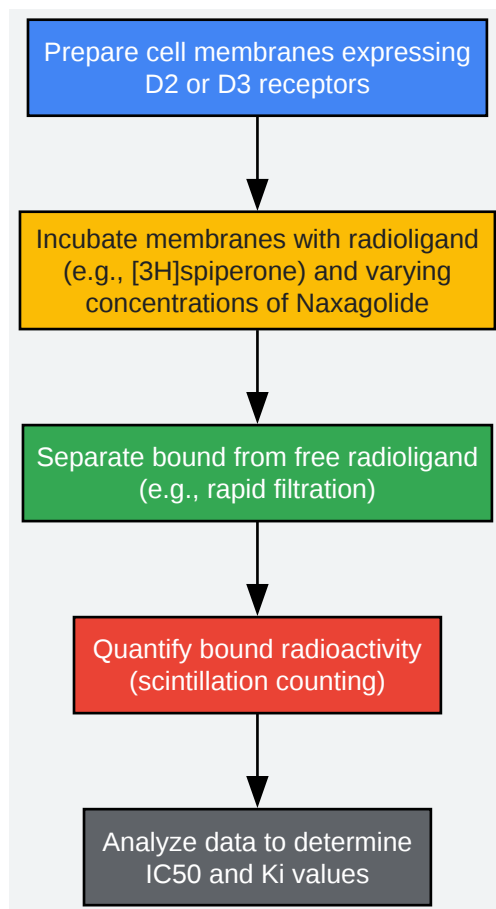 Prepare cell membranes expressing
D2 or D3 receptors
Incubate membranes with radioligand
(e.g., [3H]spiperone) and varying
concentrations of Naxagolide
Separate bound from free radioligand
(e.g., rapid filtration)
Quantify bound radioactivity
(scintillation counting)
Analyze data to determine
IC50 and Ki values